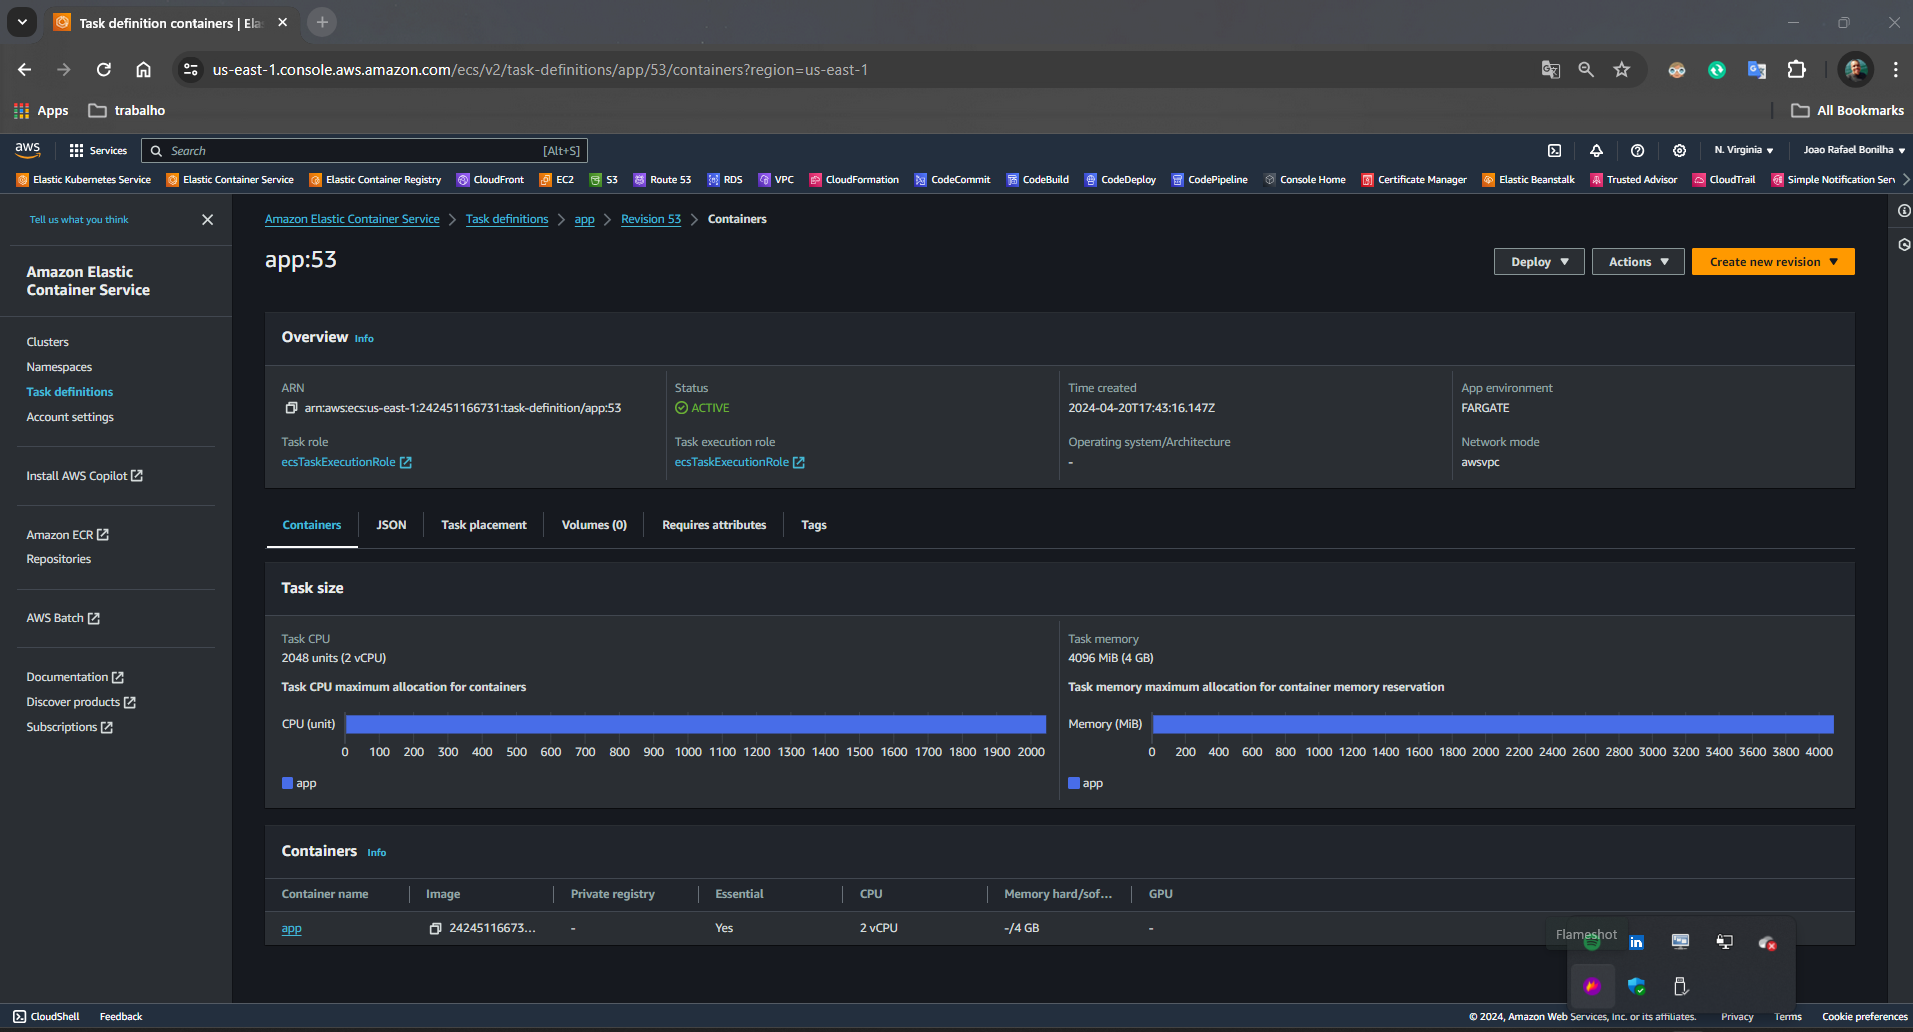 Task definition containers | Ela
us-east-1.console.aws.amazon.com/ecs/v2/task-definitions/app/53/containers?region=us-east-1
Apps trabalho All Bookmarks
aws Services Search [Alt+S] N. Virginia Joao Rafael Bonilha
Elastic Kubernetes Service Elastic Container Service Elastic Container Registry CloudFront EC2 S3 Route 53 RDS VPC CloudFormation CodeCommit CodeBuild CodeDeploy CodePipeline Console Home Certificate Manager Elastic Beanstalk Trusted Advisor CloudTrail Simple Notification Serv
Tell us what you think
Amazon Elastic
Container Service
Clusters
Namespaces
Task definitions
Account settings
Install AWS Copilot
Amazon ECR
Repositories
AWS Batch
Documentation
Discover products
Subscriptions
Amazon Elastic Container Service Task definitions app Revision 53 Containers
app:53
Deploy Actions Create new revision
Overview Info
ARN
arn:aws:ecs:us-east-1:242451166731:task-definition/app:53
Status
ACTIVE
Time created
2024-04-20T17:43:16.147Z
App environment
FARGATE
Task role
ecsTaskExecutionRole
Task execution role
ecsTaskExecutionRole
Operating system/Architecture
-
Network mode
awsvpc
Containers JSON Task placement Volumes (0) Requires attributes Tags
Task size
Task CPU
2048 units (2 vCPU)
Task CPU maximum allocation for containers
CPU (unit)
0 100 200 300 400 500 600 700 800 900 1000 1100 1200 1300 1400 1500 1600 1700 1800 1900 2000
app
Task memory
4096 MiB (4 GB)
Task memory maximum allocation for container memory reservation
Memory (MiB)
0 200 400 600 800 1000 1200 1400 1600 1800 2000 2200 2400 2600 2800 3000 3200 3400 3600 3800 4000
app
Containers Info
Container name Image Private registry Essential CPU Memory hard/sof... GPU
app 24245116673... - Yes 2 vCPU -/4 GB -
Flameshot
in
CloudShell Feedback © 2024, Amazon Web Services, Inc. or its affiliates. Privacy Terms Cookie preferences